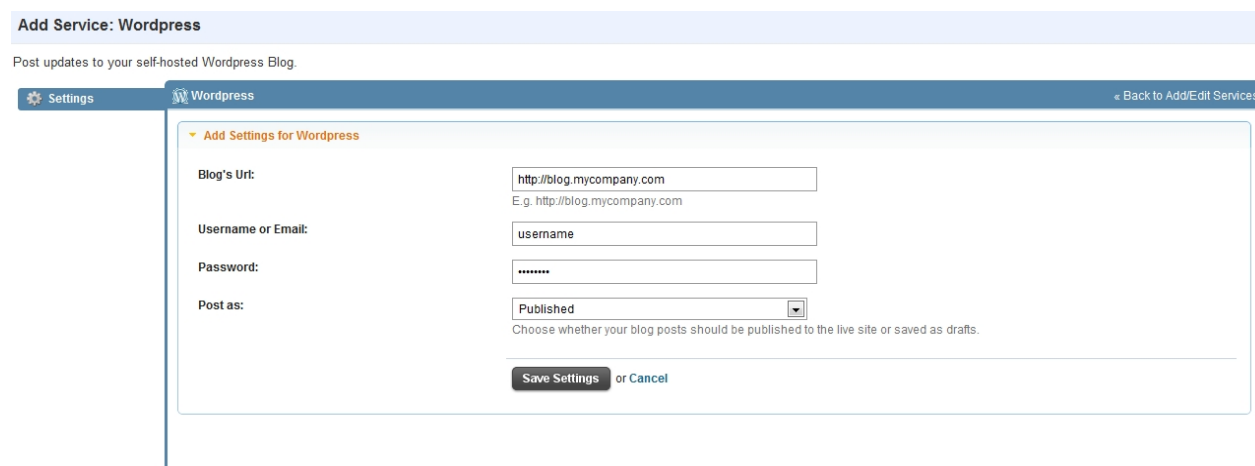 Add Service: Wordpress
Post updates to your self-hosted Wordpress Blog.
Settings
Wordpress
« Back to Add/Edit Services
Add Settings for Wordpress
Blog's Url:
http://blog.mycompany.com
E.g. http://blog.mycompany.com
Username or Email:
username
Password:
••••••••
Post as:
Published
Choose whether your blog posts should be published to the live site or saved as drafts.
Save Settings or Cancel